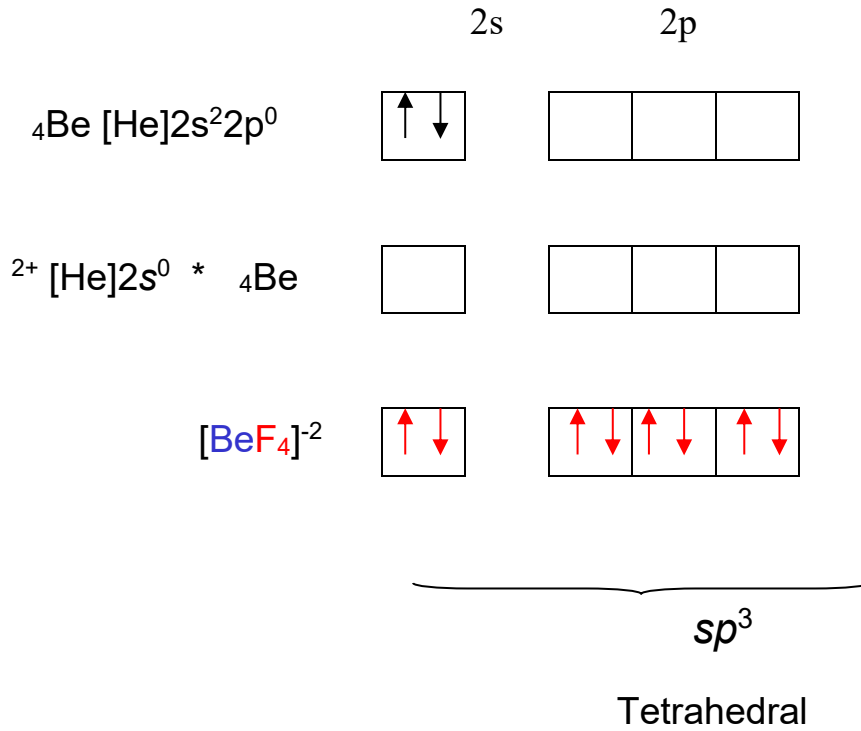 2s 2p
₄Be [He]2s²2p⁰
²⁺ [He]2s⁰ * ₄Be
[BeF₄]⁻²
sp³
Tetrahedral